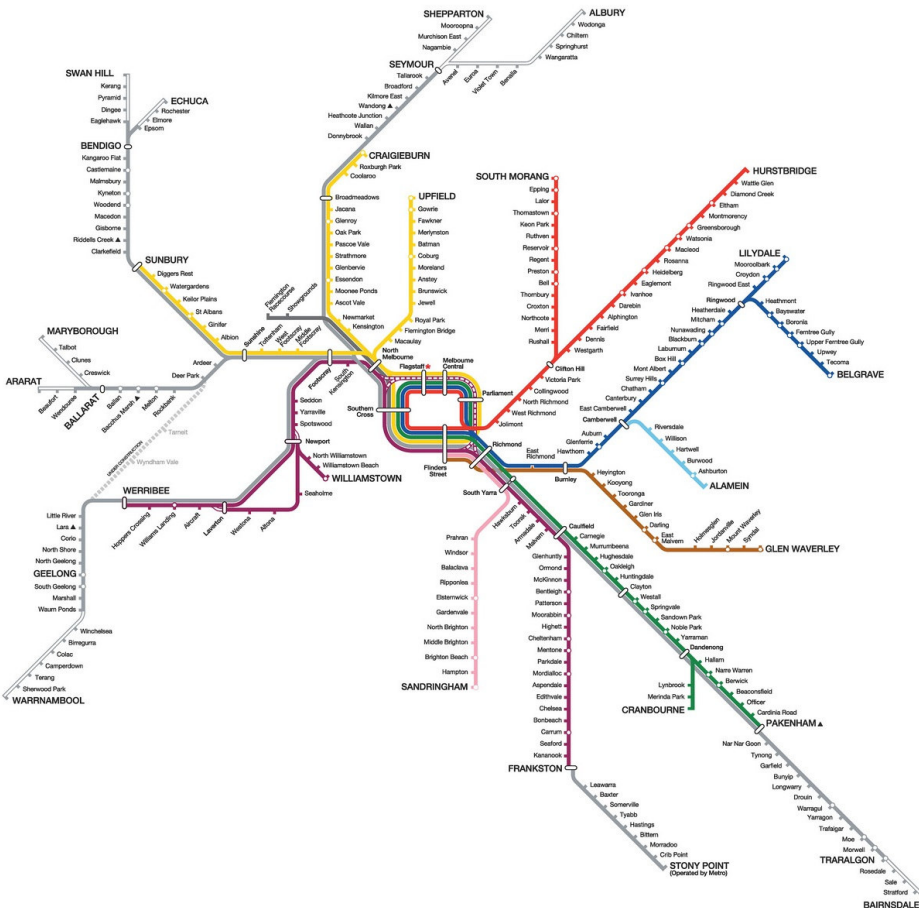 SHEPPARTON
Mooroopna
Murchison East
Nagambie
ALBURY
Wodonga
Chiltern
Springhurst
Wangaratta
SEYMOUR
Avenel
Euroa
Violet Town
Benalla
Tallarook
Broadford
Kilmore East
Wandong
Heathcote Junction
Wallan
Donnybrook
SWAN HILL
Kerang
Pyramid
Dingee
Eaglehawk
ECHUCA
Rochester
Elmore
Epsom
BENDIGO
Kangaroo Flat
Castlemaine
Malmsbury
Kyneton
Woodend
Macedon
Gisborne
Riddells Creek
Clarkefield
SUNBURY
Diggers Rest
Watergardens
Keilor Plains
St Albans
Ginifer
Albion
CRAIGIEBURN
Roxburgh Park
Coolaroo
Broadmeadows
Jacana
Glenroy
Oak Park
Pascoe Vale
Strathmore
Glenbervie
Essendon
Moonee Ponds
Ascot Vale
Newmarket
Kensington
UPFIELD
Gowrie
Fawkner
Merlynston
Batman
Coburg
Moreland
Anstey
Brunswick
Jewell
Royal Park
Flemington Bridge
Macaulay
SOUTH MORANG
Epping
Lalor
Thomastown
Keon Park
Ruthven
Reservoir
Regent
Preston
Bell
Thornbury
Croxton
Northcote
Merri
Rushall
HURSTBRIDGE
Wattle Glen
Diamond Creek
Eltham
Montmorency
Greensborough
Watsonia
Macleod
Rosanna
Heidelberg
Eaglemont
Ivanhoe
Darebin
Alphington
Fairfield
Dennis
Westgarth
Clifton Hill
Victoria Park
Collingwood
North Richmond
West Richmond
Jolimont
LILYDALE
Mooroolbark
Croydon
Ringwood East
Ringwood
Heatherdale
Mitcham
Nunawading
Blackburn
Laburnum
Box Hill
Mont Albert
Surrey Hills
Chatham
Canterbury
East Camberwell
Camberwell
Auburn
Glenferrie
Hawthorn
Heathmont
Bayswater
Boronia
Ferntree Gully
Upper Ferntree Gully
Upwey
Tecoma
BELGRAVE
Riversdale
Willison
Hartwell
Burwood
Ashburton
ALAMEIN
Flemington
Racecourse
Showgrounds
Sunshine
Tottenham
West
Footscray
Middle
Footscray
Footscray
South
Kensington
North
Melbourne
Flagstaff
Melbourne
Central
Parliament
Southern
Cross
Flinders
Street
Richmond
East
Richmond
Burnley
MARYBOROUGH
Talbot
Clunes
Creswick
ARARAT
Beaufort
Wendouree
BALLARAT
Ballan
Bacchus Marsh
Melton
Rockbank
Deer Park
Ardeer
Tarneit
UNDER CONSTRUCTION
Wyndham Vale
Seddon
Yarraville
Spotswood
Newport
North Williamstown
Williamstown Beach
WILLIAMSTOWN
Seaholme
WERRIBEE
Hoppers Crossing
Williams Landing
Aircraft
Laverton
Westona
Altona
Little River
Lara
Corio
North Shore
North Geelong
GEELONG
South Geelong
Marshall
Waurn Ponds
Winchelsea
Birregurra
Colac
Camperdown
Terang
Sherwood Park
WARRNAMBOOL
South Yarra
Prahran
Windsor
Balaclava
Ripponlea
Elsternwick
Gardenvale
North Brighton
Middle Brighton
Brighton Beach
Hampton
SANDRINGHAM
Hawksburn
Toorak
Armadale
Malvern
Caulfield
Glenhuntly
Ormond
McKinnon
Bentleigh
Patterson
Moorabbin
Highett
Cheltenham
Mentone
Parkdale
Mordialloc
Aspendale
Edithvale
Chelsea
Bonbeach
Carrum
Seaford
Kananook
FRANKSTON
Leawarra
Baxter
Somerville
Tyabb
Hastings
Bittern
Morradoo
Crib Point
STONY POINT
(Operated by Metro)
Heyington
Kooyong
Tooronga
Gardiner
Glen Iris
Darling
East
Malvern
Holmesglen
Jordanville
Mount Waverley
Syndal
GLEN WAVERLEY
Carnegie
Murrumbeena
Hughesdale
Oakleigh
Huntingdale
Clayton
Westall
Springvale
Sandown Park
Noble Park
Yarraman
Dandenong
Lynbrook
Merinda Park
CRANBOURNE
Hallam
Narre Warren
Berwick
Beaconsfield
Officer
Cardinia Road
PAKENHAM
Nar Nar Goon
Tynong
Garfield
Bunyip
Longwarry
Drouin
Warragul
Yarragon
Trafalgar
Moe
Morwell
TRARALGON
Rosedale
Sale
Stratford
BAIRNSDALE